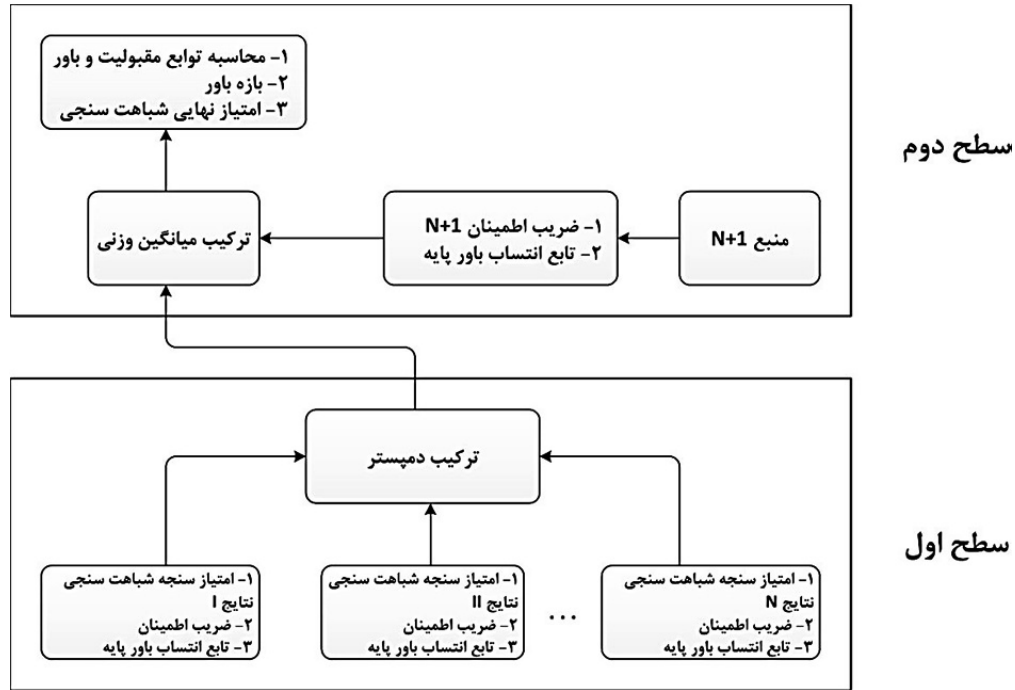 ۱- محاسبه توابع مقبولیت و باور
۲- بازه باور
۳- امتیاز نهایی شباهت سنجی
سطح دوم
منبع N+1
۱- ضریب اطمینان N+1
۲- تابع انتساب باور پایه
ترکیب میانگین وزنی
ترکیب دمپستر
سطح اول
۱- امتیاز سنجه شباهت سنجی
نتایج N
۲- ضریب اطمینان
۳- تابع انتساب باور پایه
...
۱- امتیاز سنجه شباهت سنجی
نتایج II
۲- ضریب اطمینان
۳- تابع انتساب باور پایه
۱- امتیاز سنجه شباهت سنجی
نتایج I
۲- ضریب اطمینان
۳- تابع انتساب باور پایه